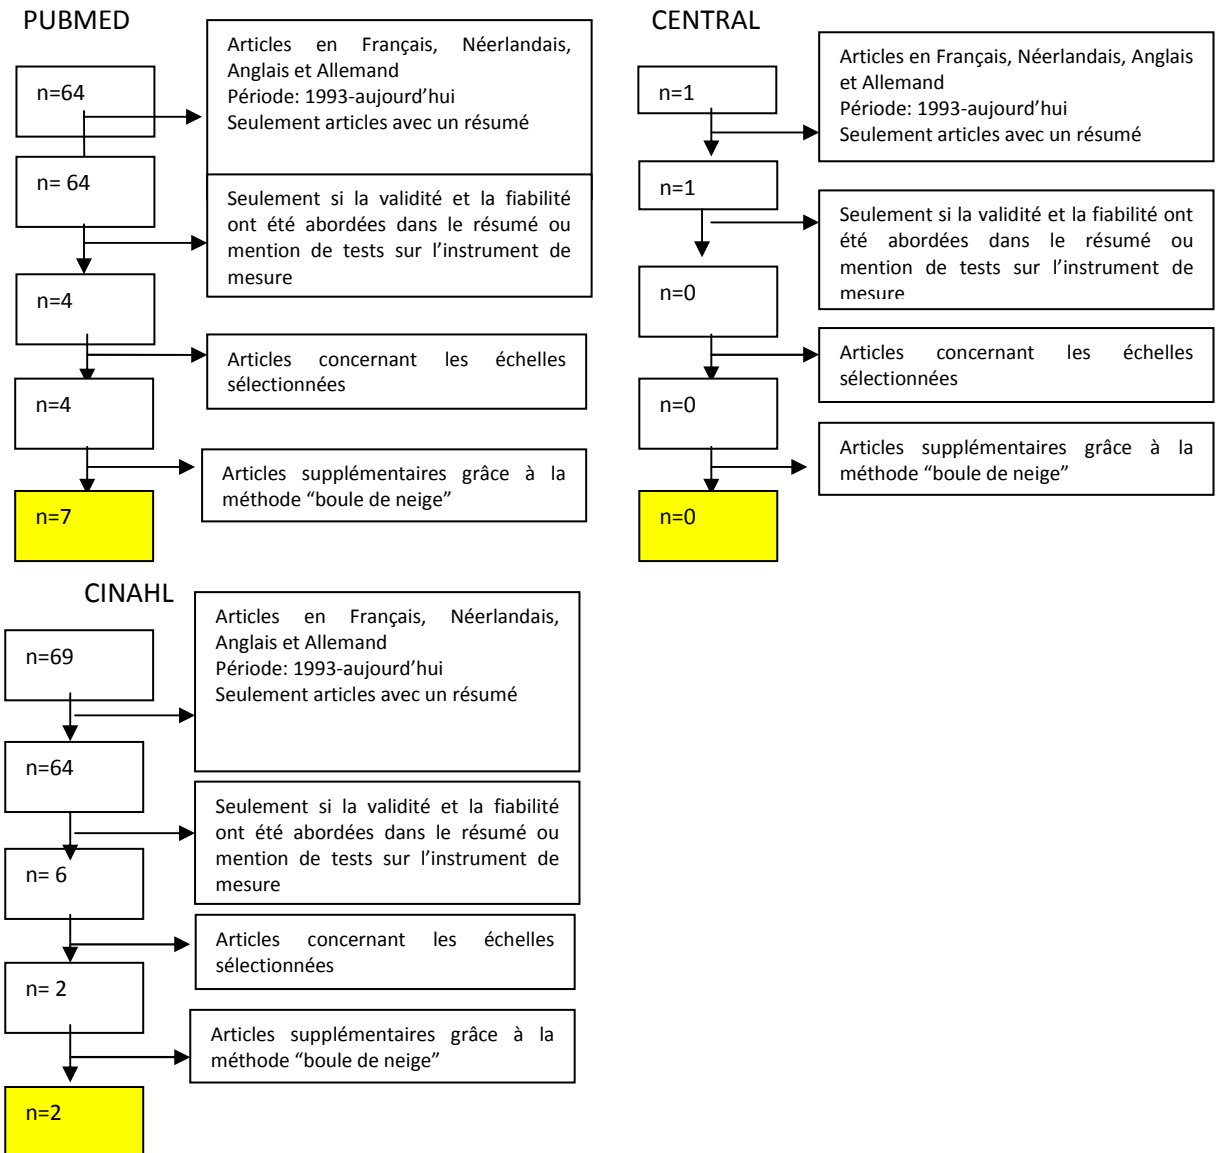 PUBMED
n=64
Articles en Français, Néerlandais,
Anglais et Allemand
Période: 1993-aujourd’hui
Seulement articles avec un résumé
n= 64
Seulement si la validité et la fiabilité
ont été abordées dans le résumé ou
mention de tests sur l’instrument de
mesure
n=4
Articles concernant les échelles
sélectionnées
n=4
Articles supplémentaires grâce à la
méthode “boule de neige”
n=7
CENTRAL
n=1
Articles en Français, Néerlandais, Anglais
et Allemand
Période: 1993-aujourd’hui
Seulement articles avec un résumé
n=1
Seulement si la validité et la fiabilité ont
été abordées dans le résumé ou
mention de tests sur l’instrument de
mesure
n=0
Articles concernant les échelles
sélectionnées
n=0
Articles supplémentaires grâce à la
méthode “boule de neige”
n=0
CINAHL
n=69
Articles en Français, Néerlandais,
Anglais et Allemand
Période: 1993-aujourd’hui
Seulement articles avec un résumé
n=64
Seulement si la validité et la fiabilité
ont été abordées dans le résumé ou
mention de tests sur l’instrument de
mesure
n= 6
Articles concernant les échelles
sélectionnées
n= 2
Articles supplémentaires grâce à la
méthode “boule de neige”
n=2